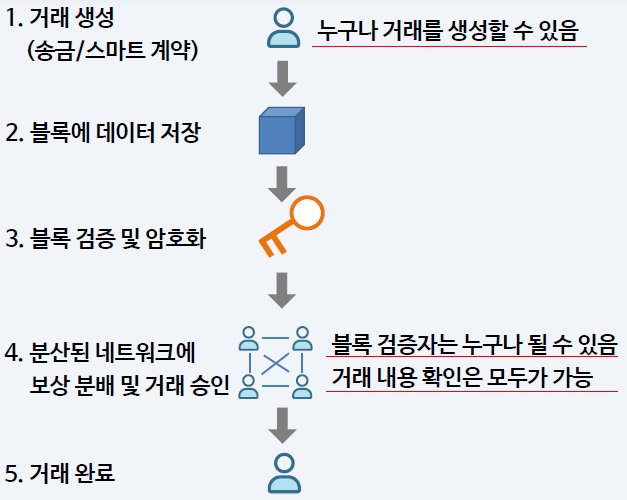 1. 거래 생성
(송금/스마트 계약)
누구나 거래를 생성할 수 있음
2. 블록에 데이터 저장
3. 블록 검증 및 암호화
4. 분산된 네트워크에
보상 분배 및 거래 승인
블록 검증자는 누구나 될 수 있음
거래 내용 확인은 모두가 가능
5. 거래 완료